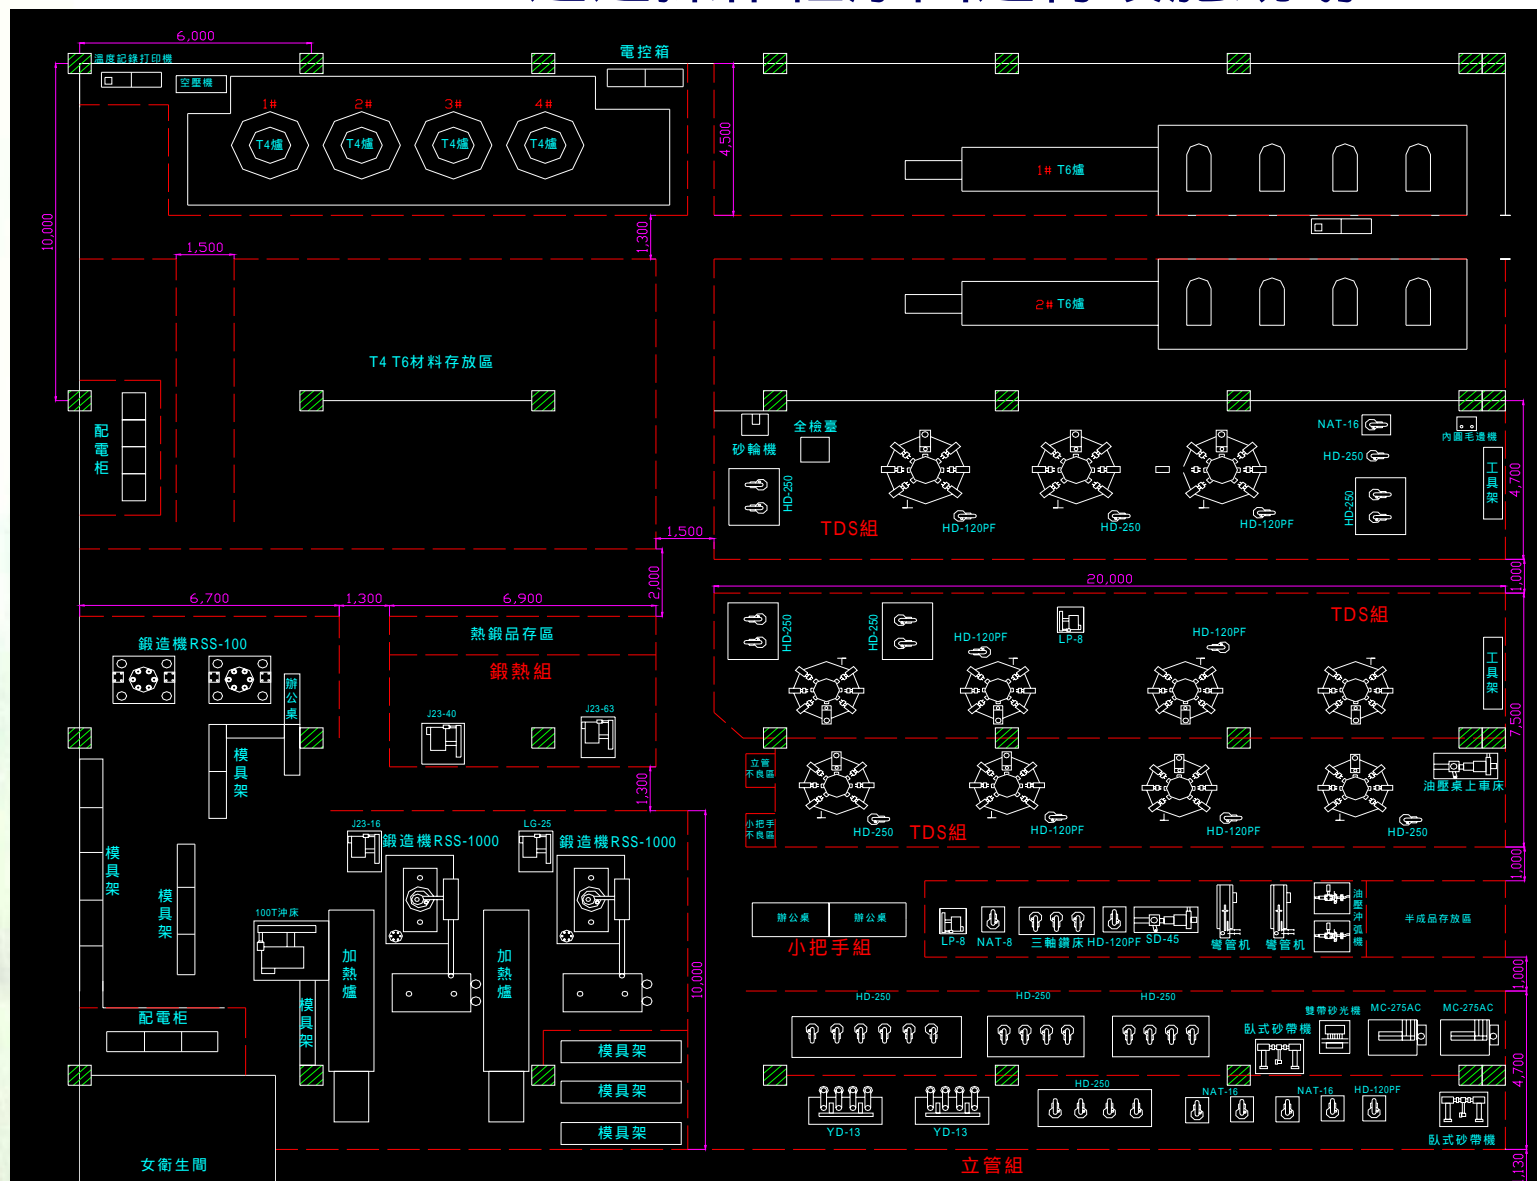 6,000
溫度記錄打印機
空壓機
電控箱
1# 2# 3# 4#
T4爐 T4爐 T4爐 T4爐
4,500
1# T6爐
10,000
1,300
1,500
2# T6爐
T4 T6材料存放區
配電柜
砂輪機
全檢臺
NAT-16
內圓毛邊機
HD-250
HD-250
HD-250
工具架
4,700
HD-120PF
HD-250
HD-120PF
TDS組
1,500
2,000
1,000
20,000
6,700
1,300
6,900
鍛造機RSS-100
熱鍛品存區
鍛熱組
辦公桌
J23-40
J23-63
HD-250
HD-250
HD-120PF
LP-8
HD-120PF
TDS組
工具架
7,500
模具架
立管
不良區
小把手
不良區
油壓桌上車床
HD-250
HD-120PF
HD-120PF
HD-250
TDS組
1,300
1,000
J23-16
鍛造機RSS-1000
LG-25
鍛造機RSS-1000
模具架
模具架
100T沖床
加熱爐
加熱爐
模具架
10,000
辦公桌
辦公桌
小把手組
LP-8
NAT-8
三軸鑽床
HD-120PF
SD-45
彎管机
彎管机
油壓沖弧機
半成品存放區
1,000
HD-250
HD-250
HD-250
臥式砂帶機
雙帶砂光機
MC-275AC
MC-275AC
配電柜
模具架
模具架
模具架
4,700
YD-13
YD-13
HD-250
NAT-16
NAT-16
HD-120PF
臥式砂帶機
女衛生間
立管組
,130